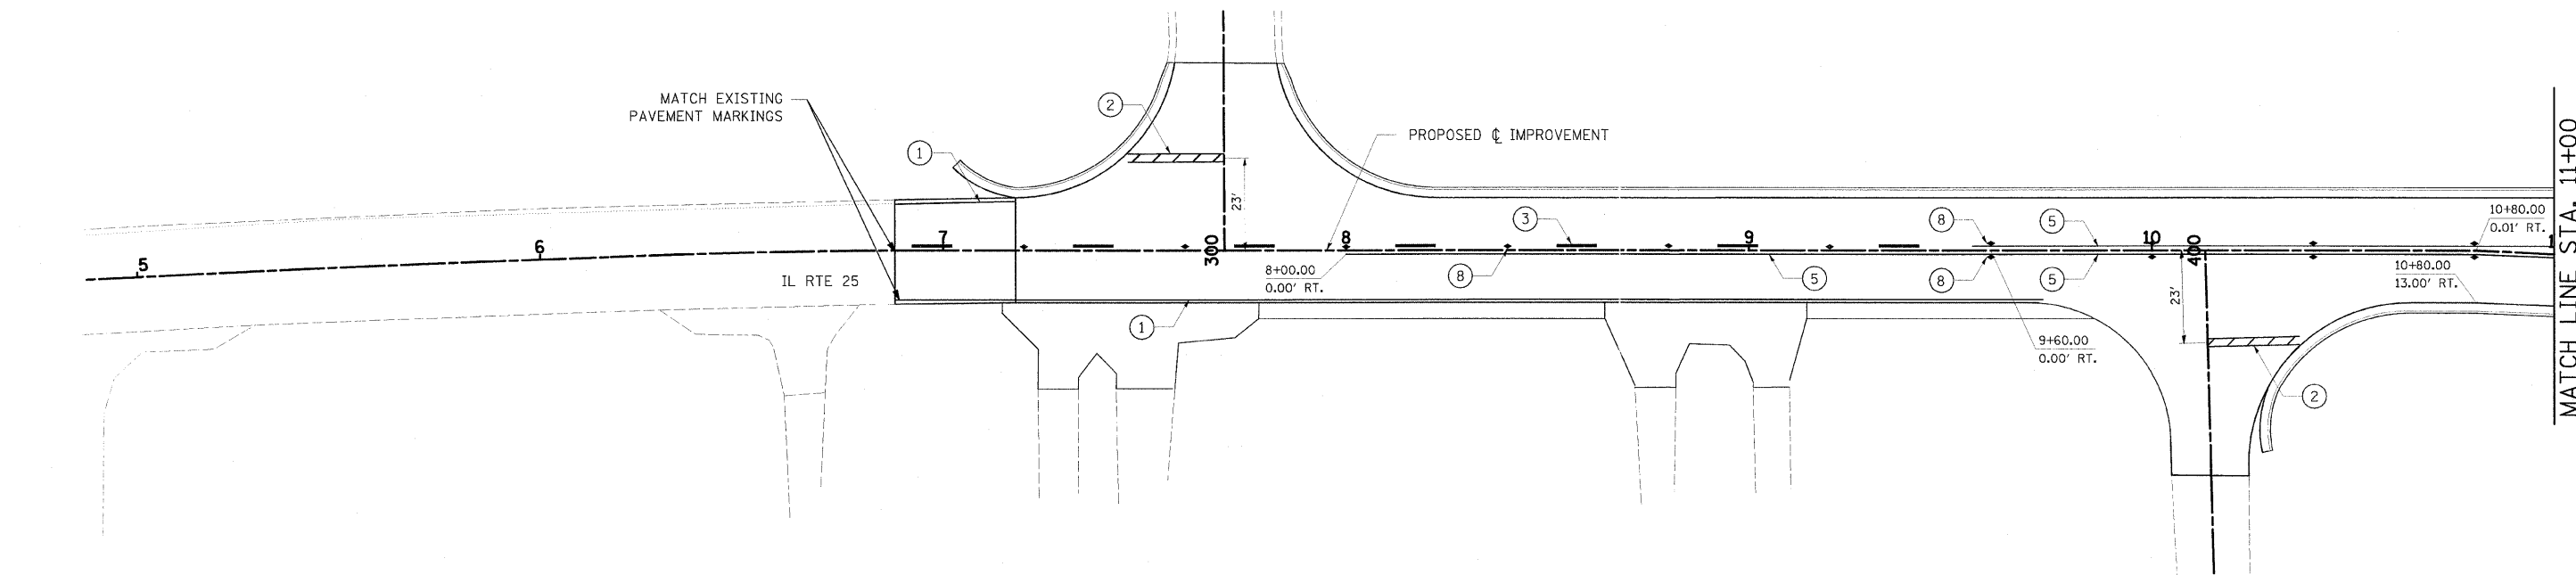 MATCH EXISTING
PAVEMENT MARKINGS
2
1
PROPOSED ℄ IMPROVEMENT
23'
3
8
5
10+80.00
0.01' RT.
5
6
7
300
8
9
10
400
1
IL RTE 25
8+00.00
0.00' RT.
8
5
8
5
10+80.00
13.00' RT.
23'
1
9+60.00
0.00' RT.
2
MATCH LINE STA. 11+00